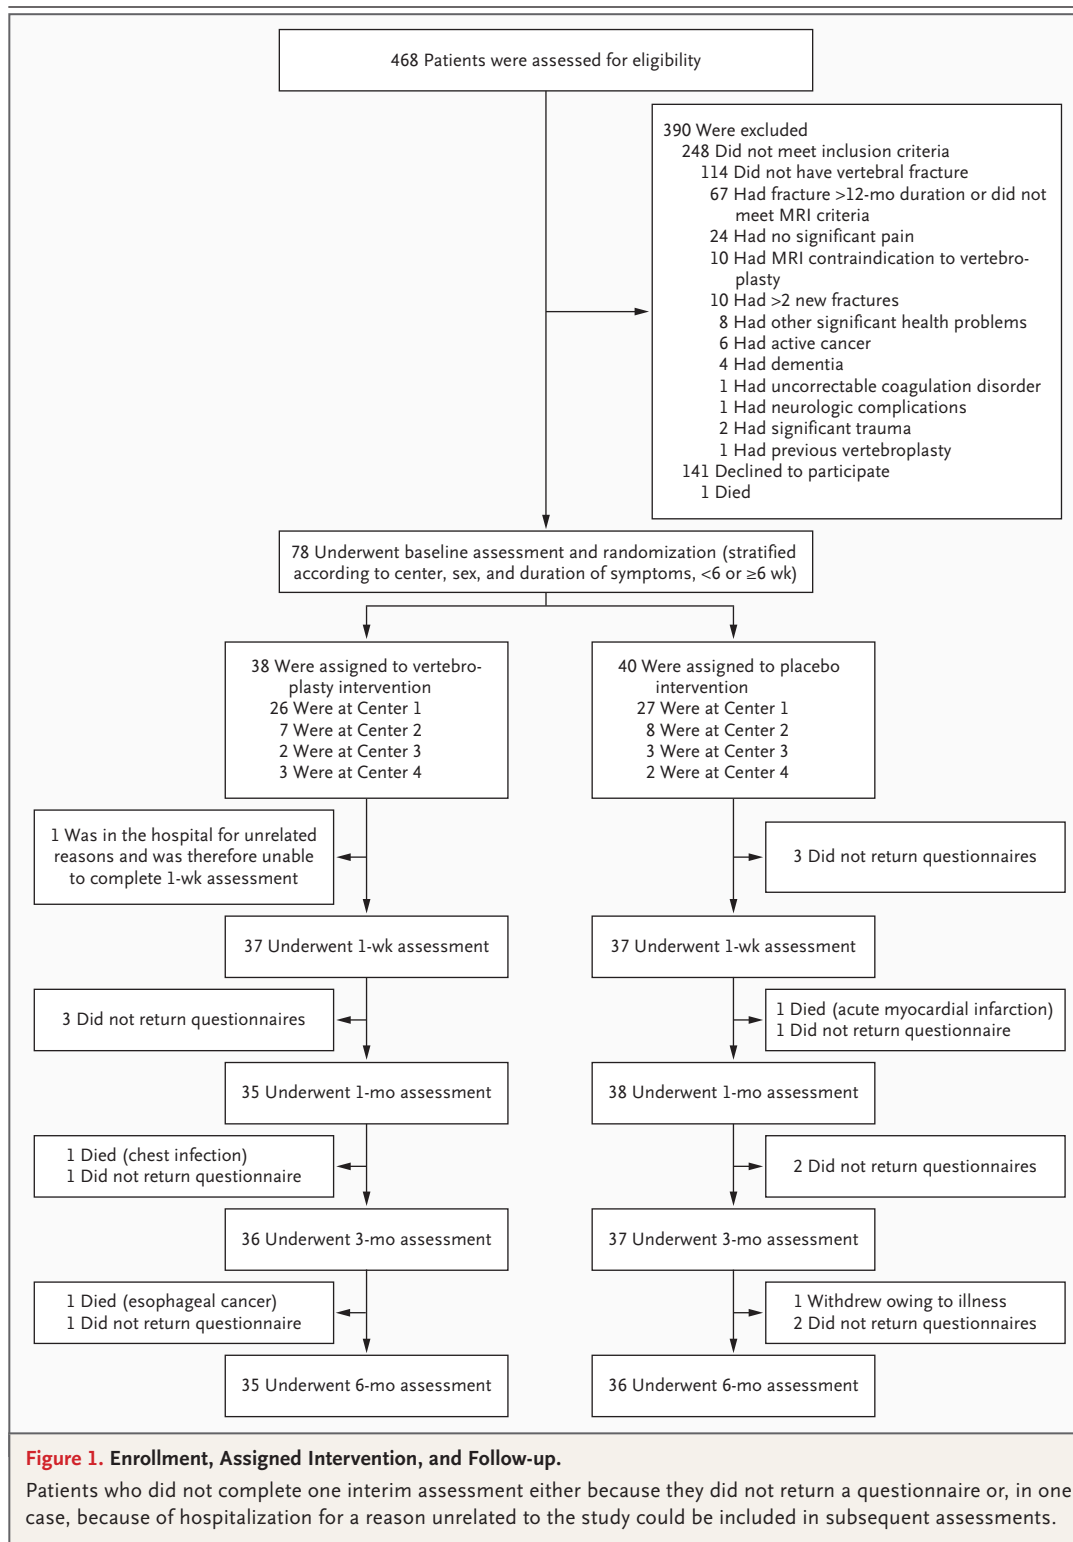 468 Patients were assessed for eligibility
390 Were excluded
248 Did not meet inclusion criteria
114 Did not have vertebral fracture
67 Had fracture >12-mo duration or did not
meet MRI criteria
24 Had no significant pain
10 Had MRI contraindication to vertebro-
plasty
10 Had >2 new fractures
8 Had other significant health problems
6 Had active cancer
4 Had dementia
1 Had uncorrectable coagulation disorder
1 Had neurologic complications
2 Had significant trauma
1 Had previous vertebroplasty
141 Declined to participate
1 Died
78 Underwent baseline assessment and randomization (stratified
according to center, sex, and duration of symptoms, <6 or ≥6 wk)
38 Were assigned to vertebro-
plasty intervention
26 Were at Center 1
7 Were at Center 2
2 Were at Center 3
3 Were at Center 4
40 Were assigned to placebo
intervention
27 Were at Center 1
8 Were at Center 2
3 Were at Center 3
2 Were at Center 4
1 Was in the hospital for unrelated
reasons and was therefore unable
to complete 1-wk assessment
3 Did not return questionnaires
37 Underwent 1-wk assessment
37 Underwent 1-wk assessment
3 Did not return questionnaires
1 Died (acute myocardial infarction)
1 Did not return questionnaire
35 Underwent 1-mo assessment
38 Underwent 1-mo assessment
1 Died (chest infection)
1 Did not return questionnaire
2 Did not return questionnaires
36 Underwent 3-mo assessment
37 Underwent 3-mo assessment
1 Died (esophageal cancer)
1 Did not return questionnaire
1 Withdrew owing to illness
2 Did not return questionnaires
35 Underwent 6-mo assessment
36 Underwent 6-mo assessment
Figure 1. Enrollment, Assigned Intervention, and Follow-up.
Patients who did not complete one interim assessment either because they did not return a questionnaire or, in one
case, because of hospitalization for a reason unrelated to the study could be included in subsequent assessments.